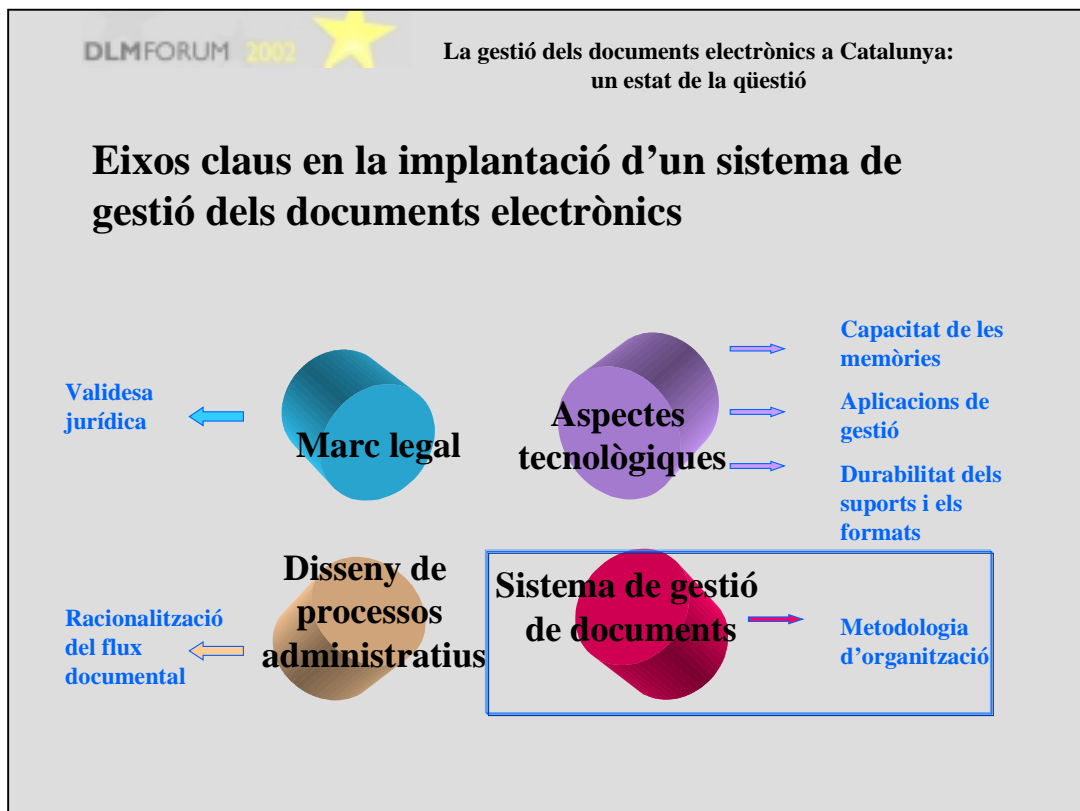 DLMFORUM 2002
La gestió dels documents electrònics a Catalunya:
un estat de la qüestió
Eixos claus en la implantació d’un sistema de
gestió dels documents electrònics
Validesa
jurídica
Marc legal
Aspectes
tecnològiques
Capacitat de les
memòries
Aplicacions de
gestió
Durabilitat dels
suports i els
formats
Racionalització
del flux
documental
Disseny de
processos
administratius
Sistema de gestió
de documents
Metodologia
d’organització